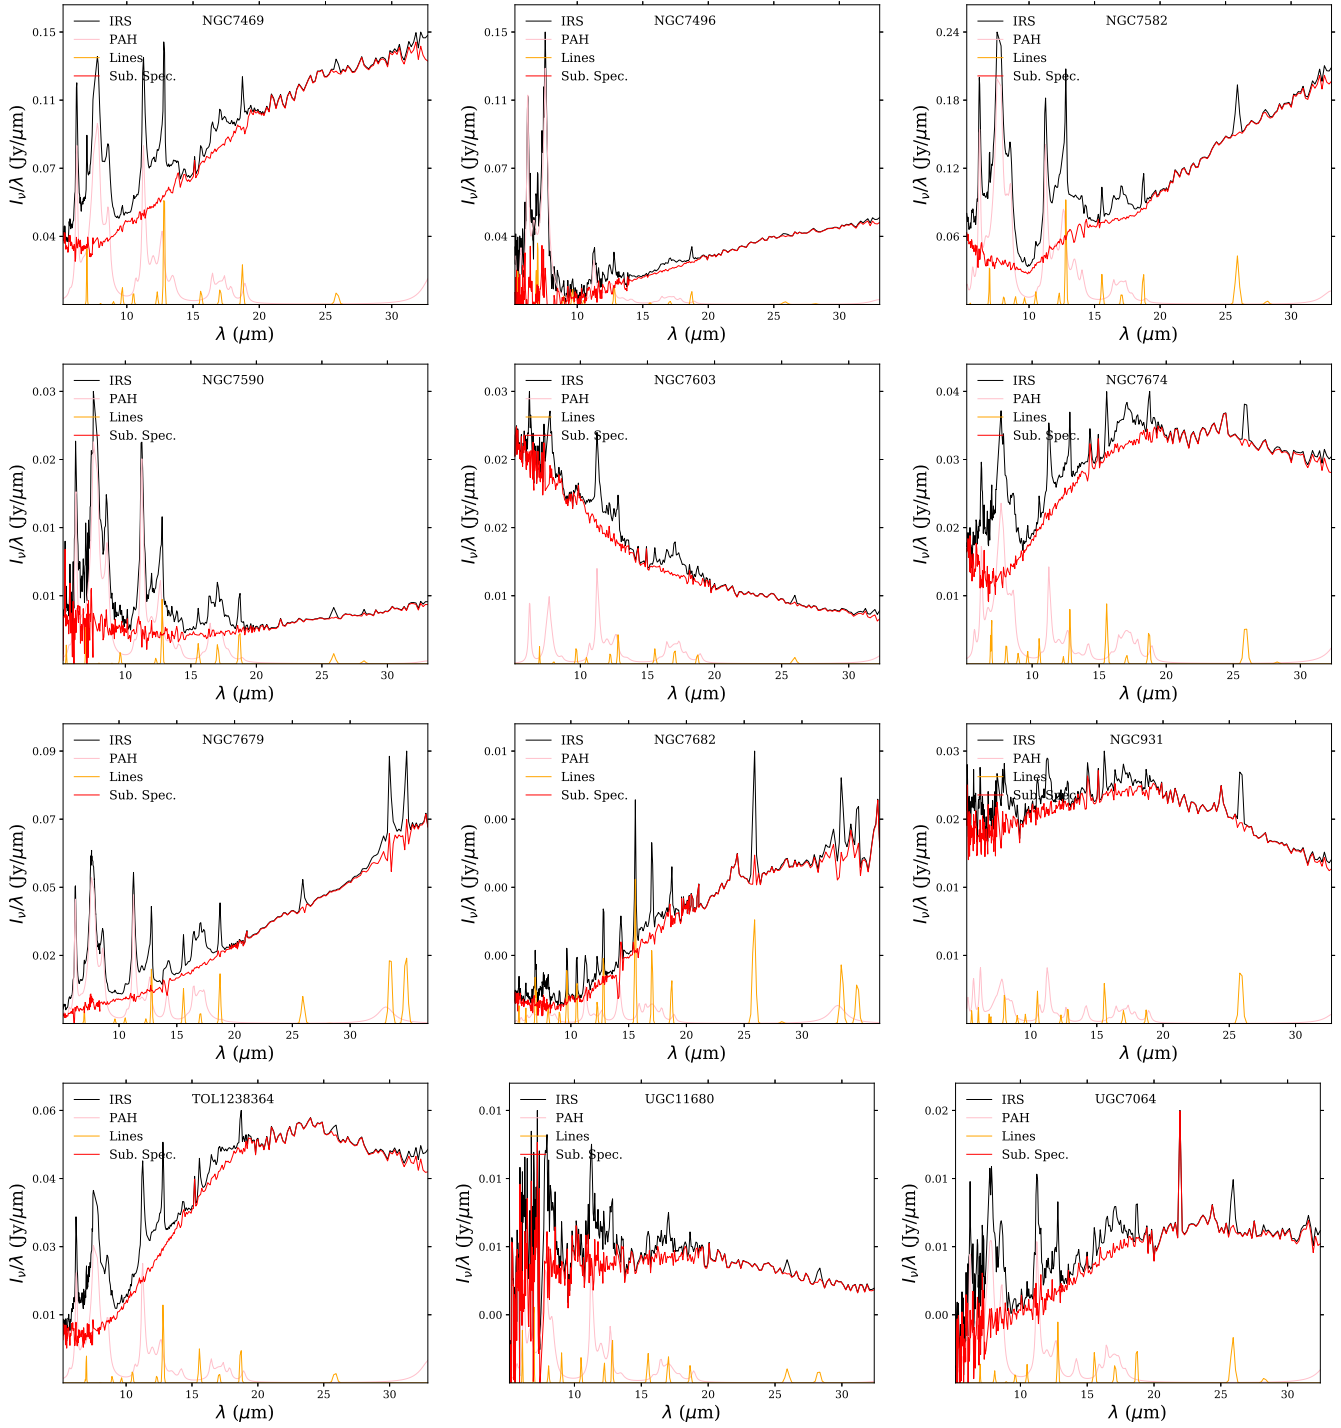 IRS
PAH
Lines
Sub. Spec.
NGC7469
0.15
0.11
0.07
0.04
I_ν/λ (Jy/μm)
10 15 20 25 30
λ (μm)
IRS
PAH
Lines
Sub. Spec.
NGC7496
0.15
0.11
0.07
0.04
I_ν/λ (Jy/μm)
10 15 20 25 30
λ (μm)
IRS
PAH
Lines
Sub. Spec.
NGC7582
0.24
0.18
0.12
0.06
I_ν/λ (Jy/μm)
10 15 20 25 30
λ (μm)
IRS
PAH
Lines
Sub. Spec.
NGC7590
0.03
0.02
0.01
0.01
I_ν/λ (Jy/μm)
10 15 20 25 30
λ (μm)
IRS
PAH
Lines
Sub. Spec.
NGC7603
0.03
0.02
0.01
0.01
I_ν/λ (Jy/μm)
10 15 20 25 30
λ (μm)
IRS
PAH
Lines
Sub. Spec.
NGC7674
0.04
0.03
0.02
0.01
I_ν/λ (Jy/μm)
10 15 20 25 30
λ (μm)
IRS
PAH
Lines
Sub. Spec.
NGC7679
0.09
0.07
0.05
0.02
I_ν/λ (Jy/μm)
10 15 20 25 30
λ (μm)
IRS
PAH
Lines
Sub. Spec.
NGC7682
0.01
0.00
0.00
0.00
I_ν/λ (Jy/μm)
10 15 20 25 30
λ (μm)
IRS
PAH
Lines
Sub. Spec.
NGC931
0.03
0.02
0.01
0.01
I_ν/λ (Jy/μm)
10 15 20 25 30
λ (μm)
IRS
PAH
Lines
Sub. Spec.
TOL1238364
0.06
0.04
0.03
0.01
I_ν/λ (Jy/μm)
10 15 20 25 30
λ (μm)
IRS
PAH
Lines
Sub. Spec.
UGC11680
0.01
0.01
0.01
0.00
I_ν/λ (Jy/μm)
10 15 20 25 30
λ (μm)
IRS
PAH
Lines
Sub. Spec.
UGC7064
0.02
0.01
0.01
0.00
I_ν/λ (Jy/μm)
10 15 20 25 30
λ (μm)